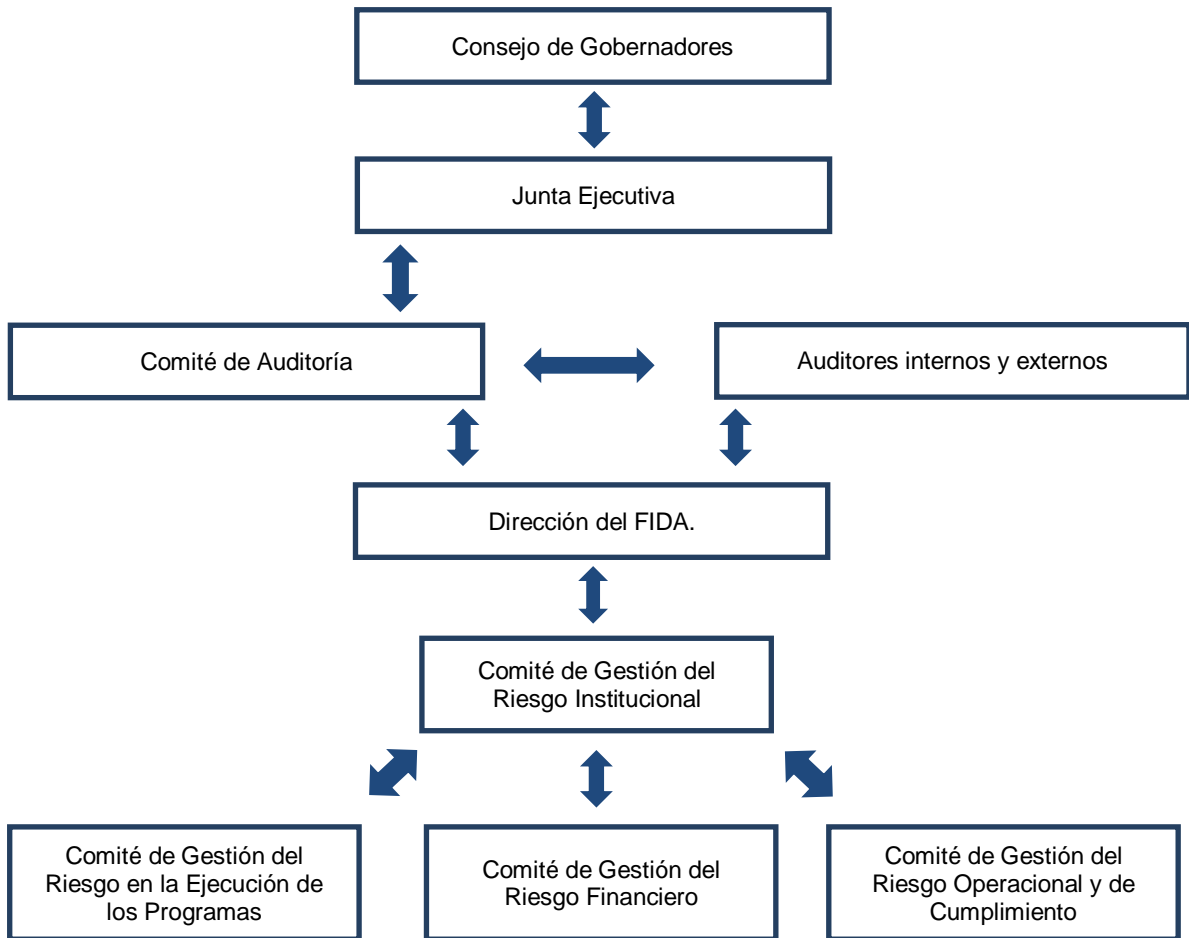 Consejo de Gobernadores
Junta Ejecutiva
Comité de Auditoría
Auditores internos y externos
Dirección del FIDA.
Comité de Gestión del
Riesgo Institucional
Comité de Gestión del
Riesgo en la Ejecución de
los Programas
Comité de Gestión del
Riesgo Financiero
Comité de Gestión del
Riesgo Operacional y de
Cumplimiento